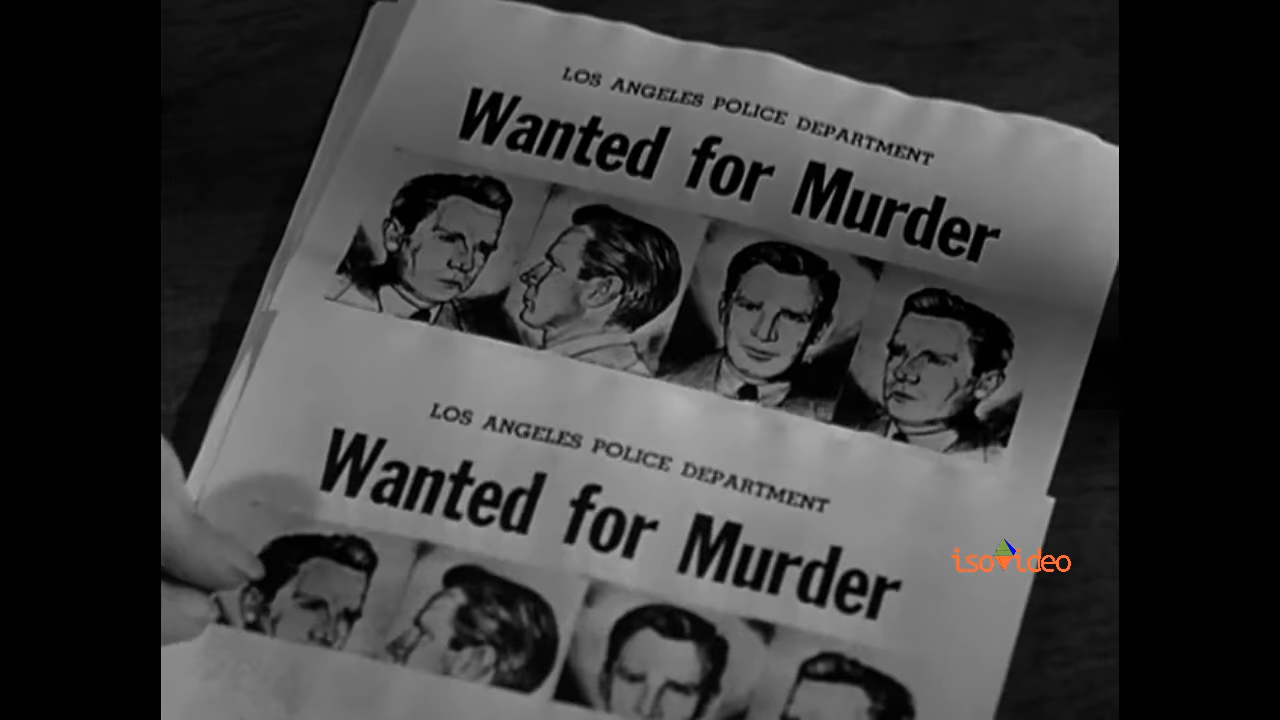 LOS ANGELES POLICE DEPARTMENT
Wanted for Murder
LOS ANGELES POLICE DEPARTMENT
Wanted for Murder
isovideo